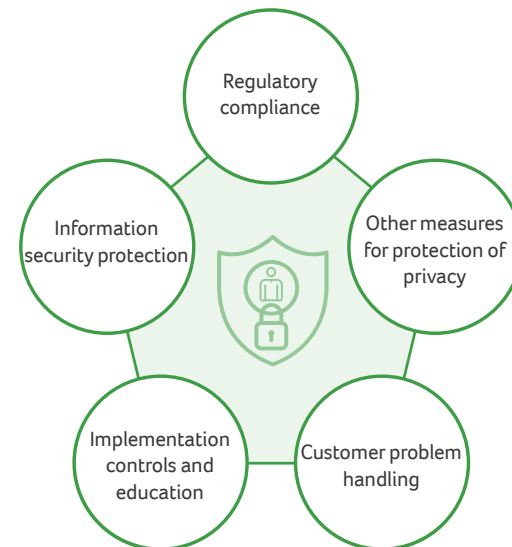 Regulatory
compliance
Other measures
for protection of
privacy
Information
security protection
Implementation
controls and
education
Customer problem
handling